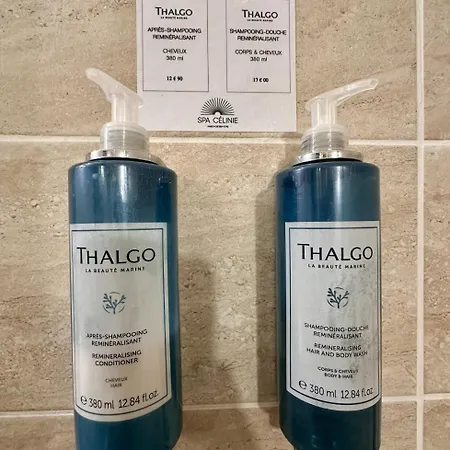 THALGO
LA BEAUTÉ MARINE
APRÈS-SHAMPOOING
REMINÉRALISANT
CHEVEUX
380 ml
12 € 90
THALGO
LA BEAUTÉ MARINE
SHAMPOOING-DOUCHE
REMINÉRALISANT
CORPS & CHEVEUX
380 ml
17 € 00
SPA CÉLINIE
THALGO
LA BEAUTÉ MARINE
APRÈS-SHAMPOOING
REMINÉRALISANT
REMINERALISING
CONDITIONER
CHEVEUX
HAIR
e 380 ml 12.84 fl.oz.
THALGO
LA BEAUTÉ MARINE
SHAMPOOING-DOUCHE
REMINÉRALISANT
REMINERALISING
HAIR AND BODY WASH
CORPS & CHEVEUX
BODY & HAIR
e 380 ml 12.84 fl.oz.